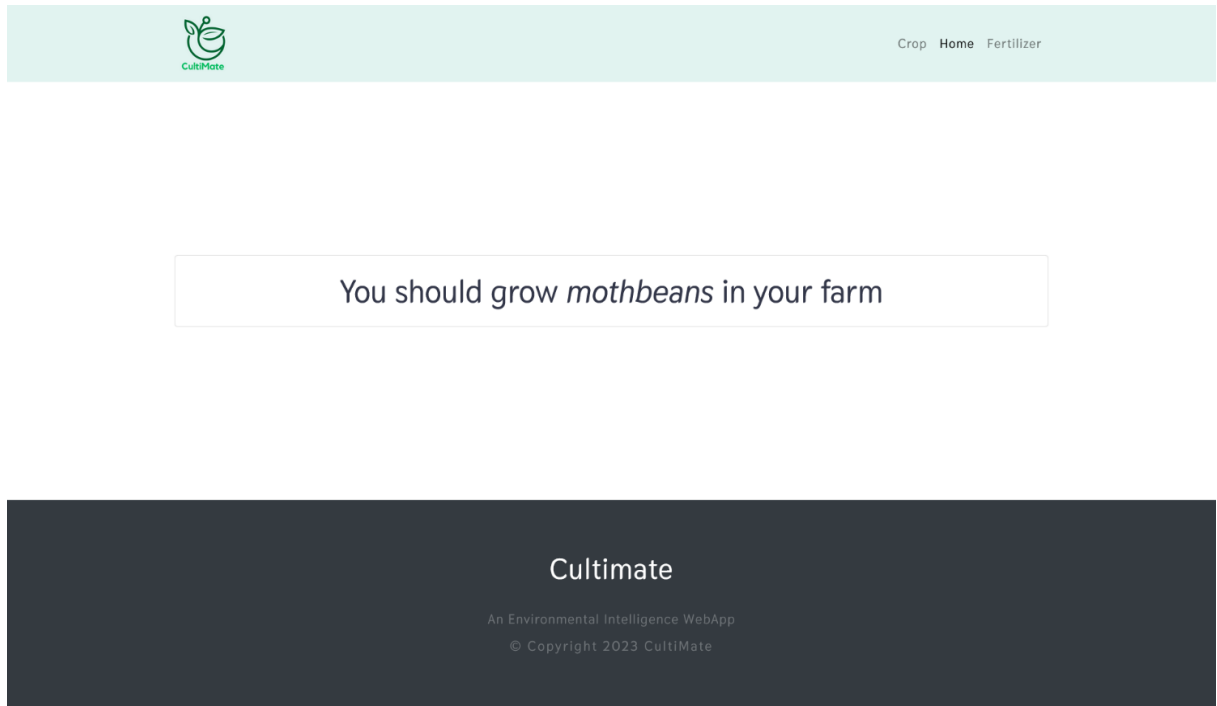 CultiMate
Crop Home Fertilizer
You should grow mothbeans in your farm
Cultimate
An Environmental Intelligence WebApp
© Copyright 2023 CultiMate